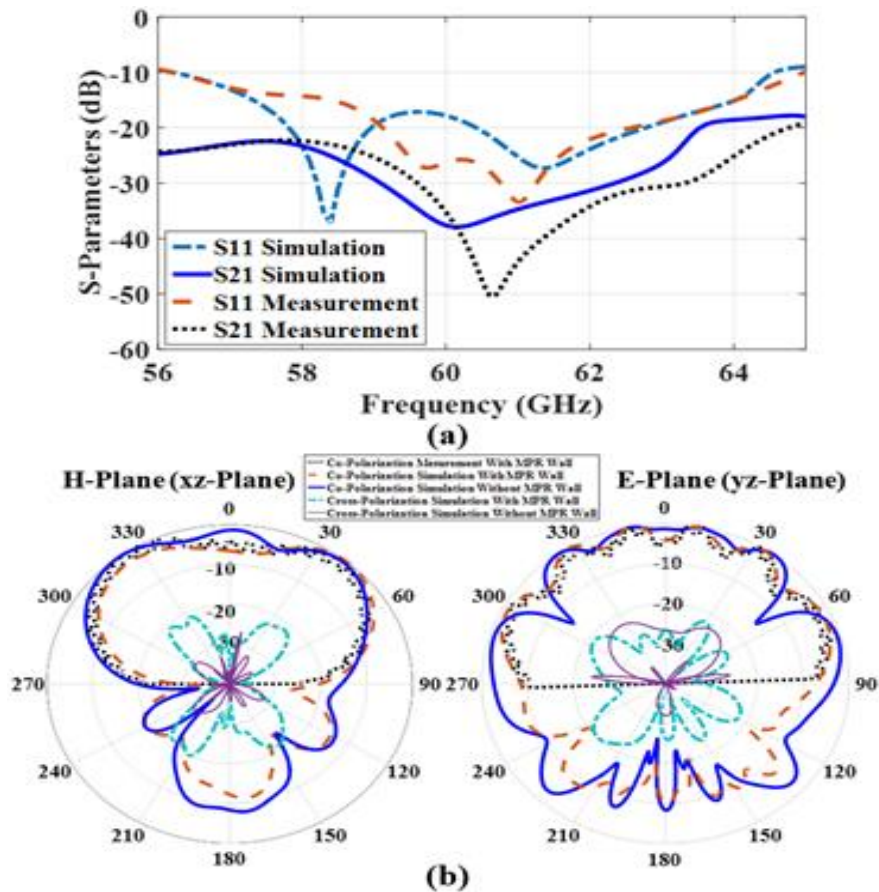 0
-10
-20
-30
-40
-50
-60
S-Parameters (dB)
S11 Simulation
S21 Simulation
S11 Measurement
S21 Measurement
56 58 60 62 64
Frequency (GHz)
(a)
H-Plane (xz-Plane)
Co-Polarization Mesurement With MPR Wall
Co-Polarization Simulation With MPR Wall
Co-Polarization Simulation Without MPR Wall
Cross-Polarization Simulation With MPR Wall
Cross-Polarization Simulation Without MPR Wall
E-Plane (yz-Plane)
0
330 30
-10
300 60
-20
270 90
240 120
210 150
180
0
330 30
-10
300 60
-20
270 90
240 120
210 150
180
(b)